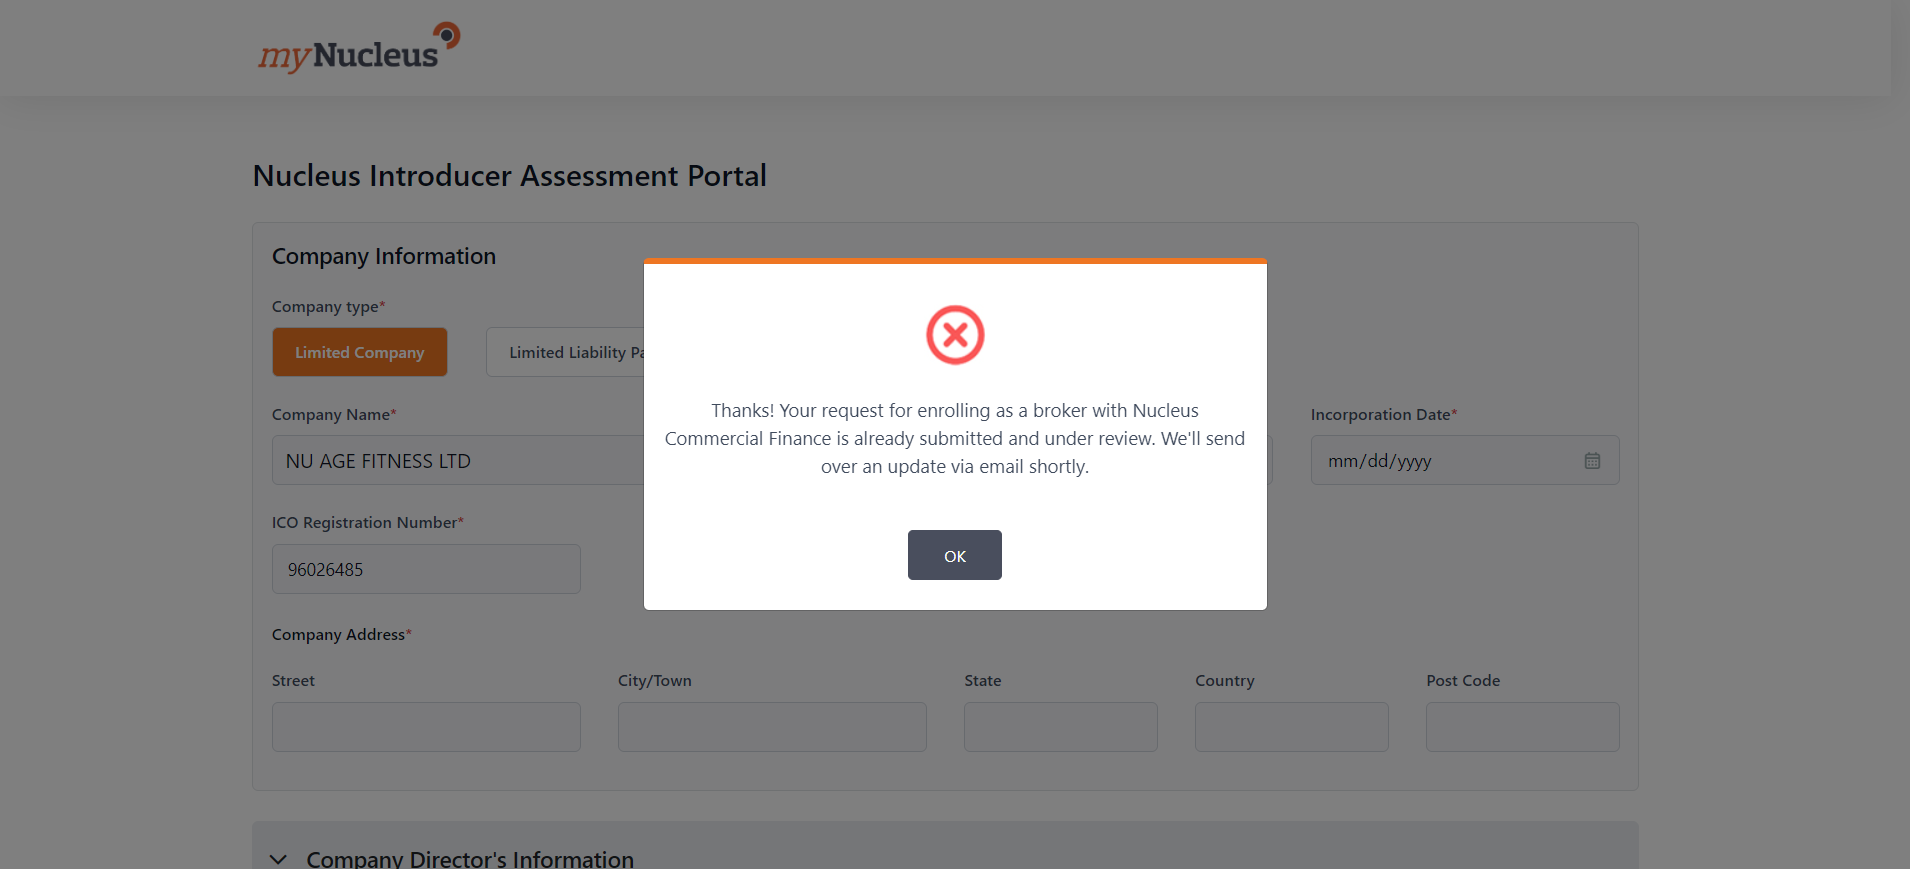 myNucleus
Nucleus Introducer Assessment Portal
Company Information
Company type*
Limited Company
Limited Liability Pa
Company Name*
Incorporation Date*
NU AGE FITNESS LTD
mm/dd/yyyy
ICO Registration Number*
96026485
Company Address*
Street
City/Town
State
Country
Post Code
Company Director's Information
Thanks! Your request for enrolling as a broker with Nucleus
Commercial Finance is already submitted and under review. We'll send
over an update via email shortly.
OK